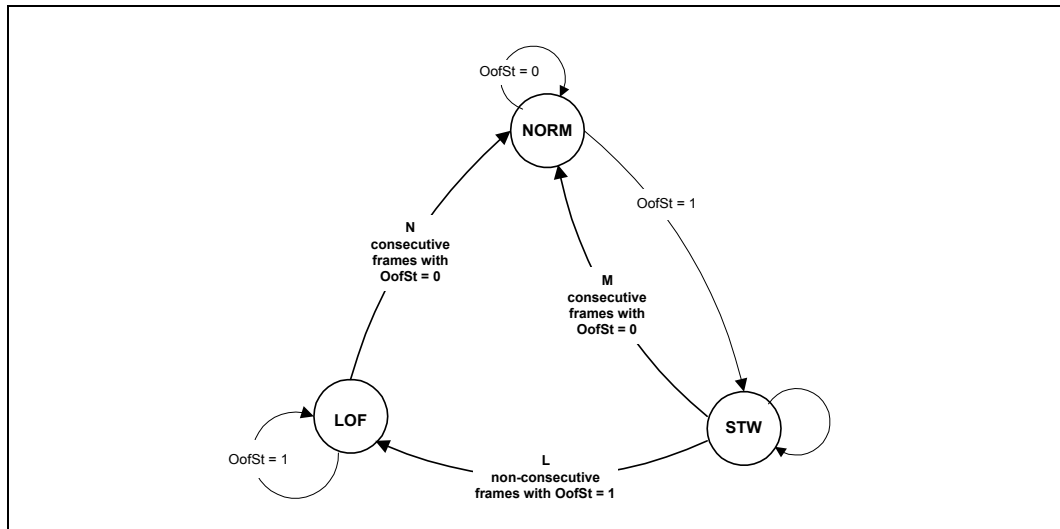 OofSt = 0
NORM
OofSt = 1
N
consecutive
frames with
OofSt = 0
M
consecutive
frames with
OofSt = 0
LOF
STW
OofSt = 1
L
non-consecutive
frames with OofSt = 1